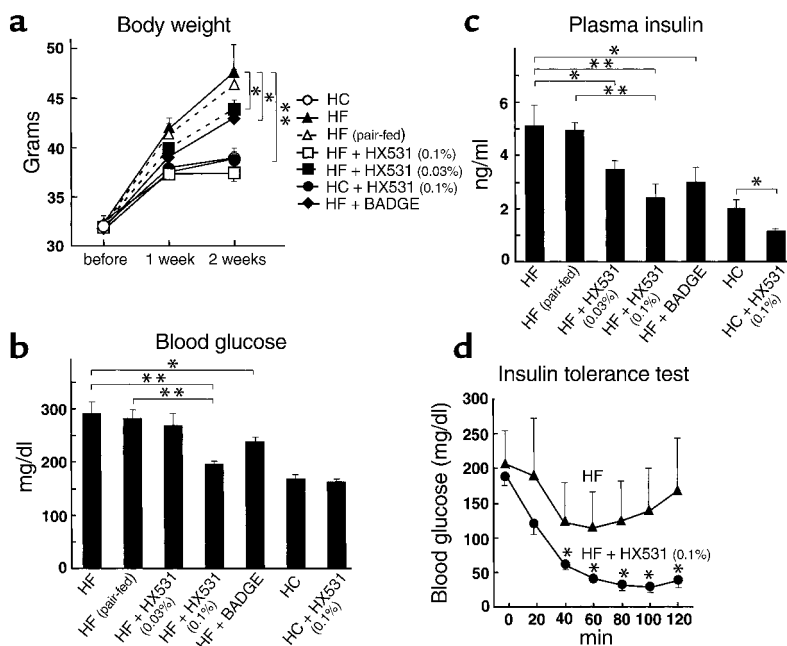 a
Body weight
Grams
50
45
40
35
30
before
1 week
2 weeks
*
*
**
HC
HF
HF (pair-fed)
HF + HX531 (0.1%)
HF + HX531 (0.03%)
HC + HX531 (0.1%)
HF + BADGE
b
Blood glucose
mg/dl
300
200
100
0
*
**
**
HF
HF (pair-fed)
HF + HX531
(0.03%)
HF + HX531
(0.1%)
HF + BADGE
HC
HC + HX531
(0.1%)
c
Plasma insulin
ng/ml
6
4
2
0
*
**
*
**
*
HF
HF (pair-fed)
HF + HX531
(0.03%)
HF + HX531
(0.1%)
HF + BADGE
HC
HC + HX531
(0.1%)
d
Insulin tolerance test
Blood glucose (mg/dl)
300
250
200
150
100
50
0
HF
HF + HX531 (0.1%)
* * * * *
0 20 40 60 80 100 120
min